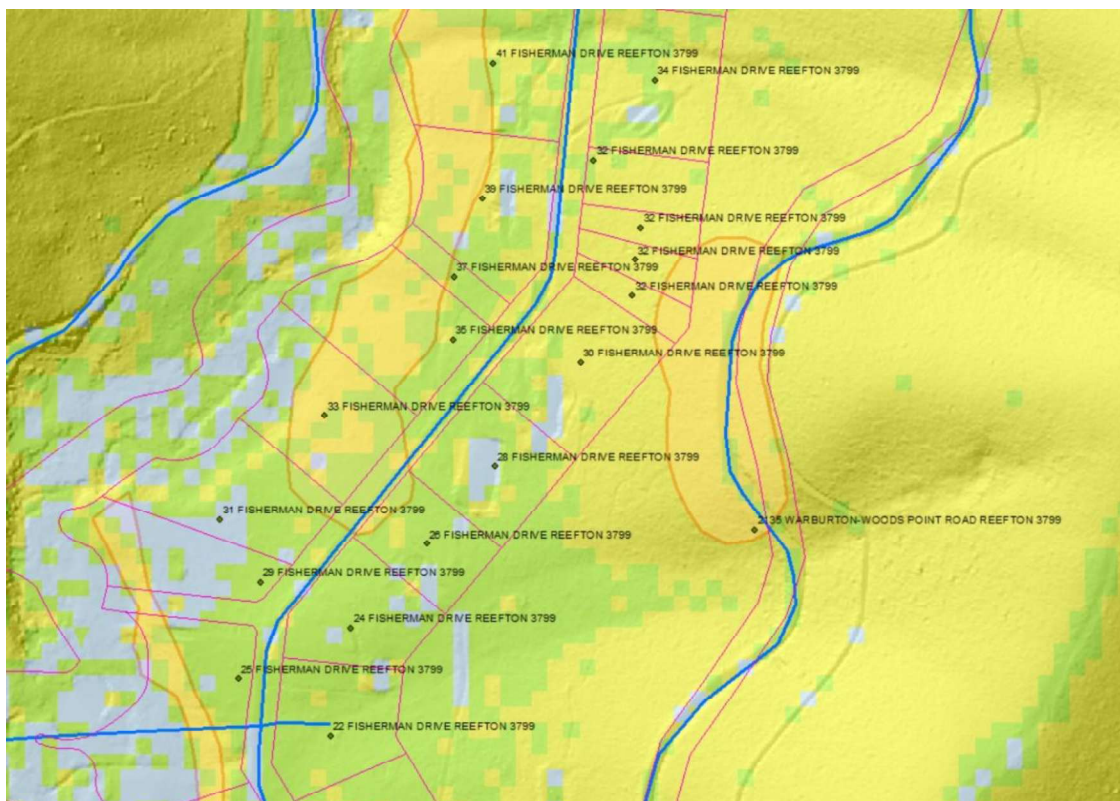 41 FISHERMAN DRIVE REEFTON 3799
34 FISHERMAN DRIVE REEFTON 3799
32 FISHERMAN DRIVE REEFTON 3799
39 FISHERMAN DRIVE REEFTON 3799
32 FISHERMAN DRIVE REEFTON 3799
32 FISHERMAN DRIVE REEFTON 3799
37 FISHERMAN DRIVE REEFTON 3799
32 FISHERMAN DRIVE REEFTON 3799
35 FISHERMAN DRIVE REEFTON 3799
30 FISHERMAN DRIVE REEFTON 3799
33 FISHERMAN DRIVE REEFTON 3799
28 FISHERMAN DRIVE REEFTON 3799
31 FISHERMAN DRIVE REEFTON 3799
2135 WARBURTON-WOODS POINT ROAD REEFTON 3799
26 FISHERMAN DRIVE REEFTON 3799
29 FISHERMAN DRIVE REEFTON 3799
24 FISHERMAN DRIVE REEFTON 3799
25 FISHERMAN DRIVE REEFTON 3799
22 FISHERMAN DRIVE REEFTON 3799